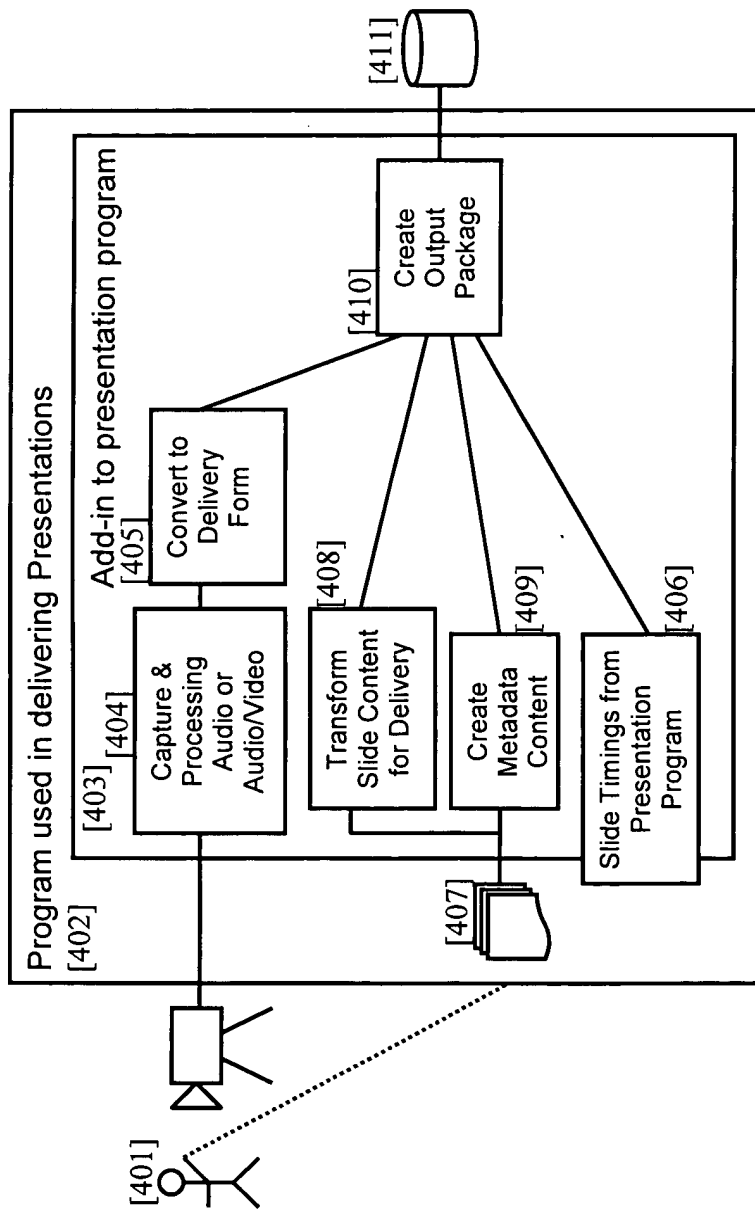 Program used in delivering Presentations
[402]
Add-in to presentation program
[403]
[404]
Capture &
Processing
Audio or
Audio/Video
[405]
Convert to
Delivery
Form
[401]
[407]
[408]
Transform
Slide Content
for Delivery
[409]
Create
Metadata
Content
[406]
Slide Timings from
Presentation
Program
[410]
Create
Output
Package
[411]